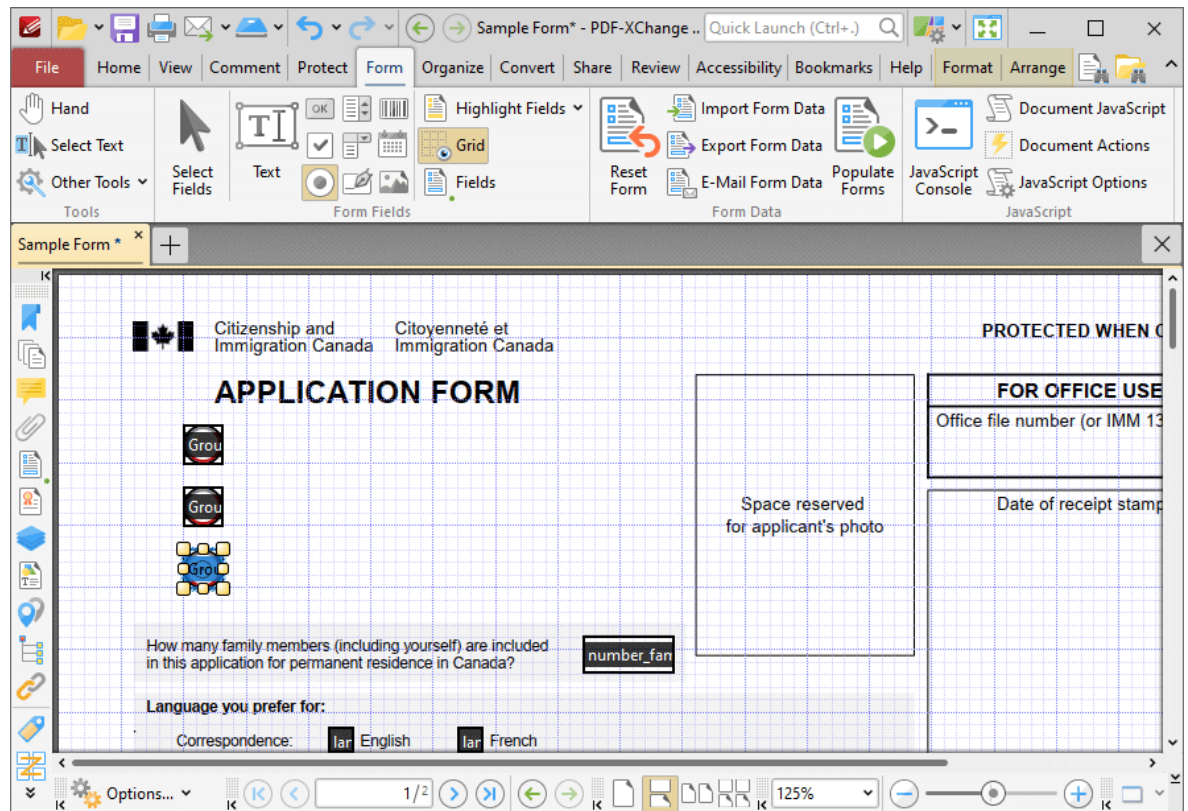 Sample Form* - PDF-XChange ..
Quick Launch (Ctrl+.)
File Home View Comment Protect Form Organize Convert Share Review Accessibility Bookmarks Help Format Arrange
Hand
Select Text
Other Tools
Tools
Select Fields
Text
OK
Form Fields
Highlight Fields
Grid
Fields
Reset Form
Import Form Data
Export Form Data
E-Mail Form Data
Populate Forms
Form Data
JavaScript Console
Document JavaScript
Document Actions
JavaScript Options
JavaScript
Sample Form *
Citizenship and Immigration Canada
Citoyenneté et Immigration Canada
PROTECTED WHEN
APPLICATION FORM
FOR OFFICE USE
Office file number (or IMM 13
Grou
Grou
Grou
Space reserved
for applicant's photo
Date of receipt stamp
How many family members (including yourself) are included
in this application for permanent residence in Canada?
number_fan
Language you prefer for:
Correspondence: lar English lar French
Options...
1/2
125%